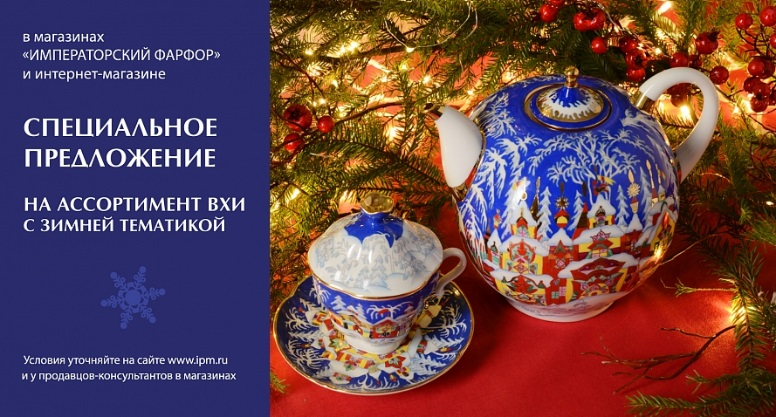 в магазинах
«ИМПЕРАТОРСКИЙ ФАРФОР»
и интернет-магазине
СПЕЦИАЛЬНОЕ
ПРЕДЛОЖЕНИЕ
НА АССОРТИМЕНТ ВХИ
С ЗИМНЕЙ ТЕМАТИКОЙ
Условия уточняйте на сайте www.ipm.ru
и у продавцов-консультантов в магазинах